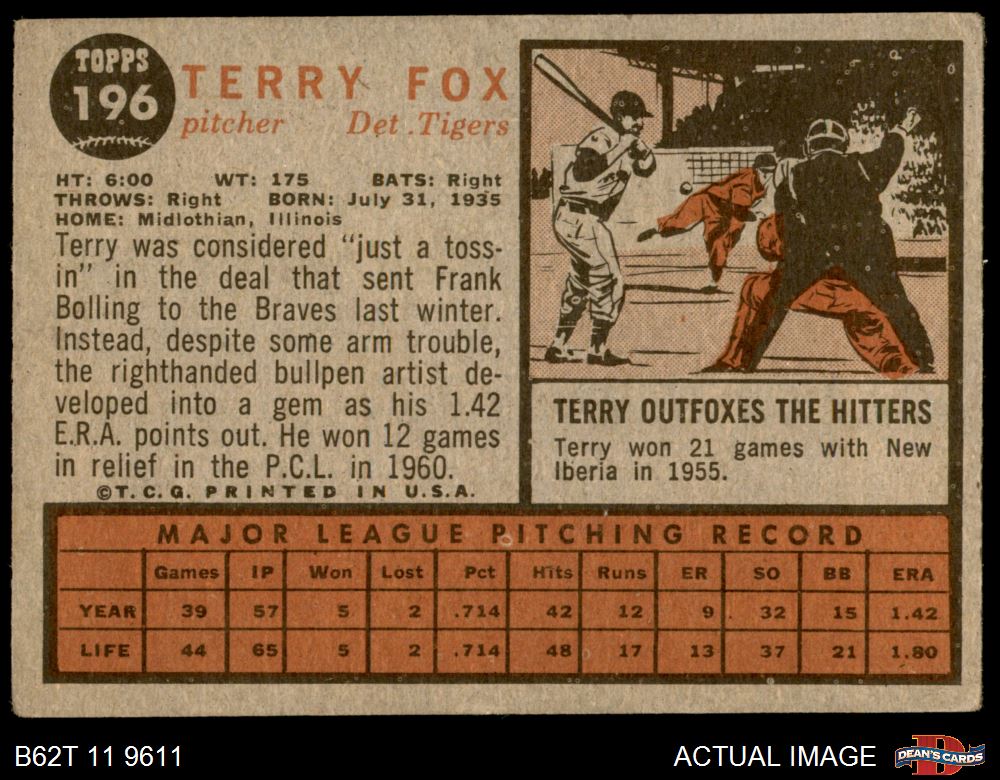 TOPPS
196
TERRY FOX
pitcher Det. Tigers
HT: 6:00 WT: 175 BATS: Right
THROWS: Right BORN: July 31, 1935
HOME: Midlothian, Illinois
Terry was considered “just a toss-
in” in the deal that sent Frank
Bolling to the Braves last winter.
Instead, despite some arm trouble,
the righthanded bullpen artist de-
veloped into a gem as his 1.42
E.R.A. points out. He won 12 games
in relief in the P.C.L. in 1960.
©T.C.G. PRINTED IN U.S.A.
TERRY OUTFOXES THE HITTERS
Terry won 21 games with New
Iberia in 1955.
MAJOR LEAGUE PITCHING RECORD
Games IP Won Lost Pct Hits Runs ER SO BB ERA
YEAR 39 57 5 2 .714 42 12 9 32 15 1.42
LIFE 44 65 5 2 .714 48 17 13 37 21 1.80
B62T 11 9611 ACTUAL IMAGE DEAN'S CARDS